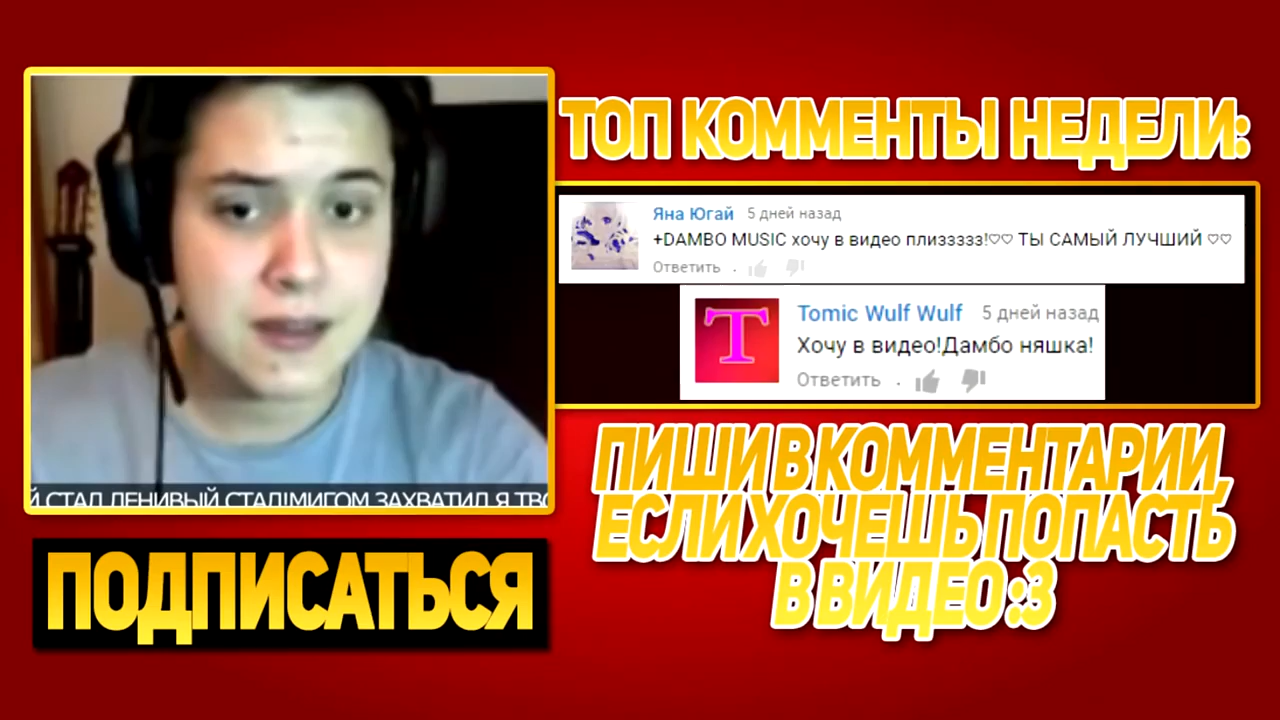 ТОП КОММЕНТЫ НЕДЕЛИ:
Яна Югай 5 дней назад
+DAMBO MUSIC хочу в видео плиззззз!♡♡ ТЫ САМЫЙ ЛУЧШИЙ ♡♡
Ответить .
T
Tomic Wulf Wulf 5 дней назад
Хочу в видео!Дамбо няшка!
Ответить .
ПИШИ В КОММЕНТАРИИ,
ЕСЛИ ХОЧЕШЬ ПОПАСТЬ
В ВИДЕО :3
Й СТАЛ ЛЕНИВЫЙ СТАЛ|МИГОМ ЗАХВАТИЛ Я ТВО
ПОДПИСАТЬСЯ